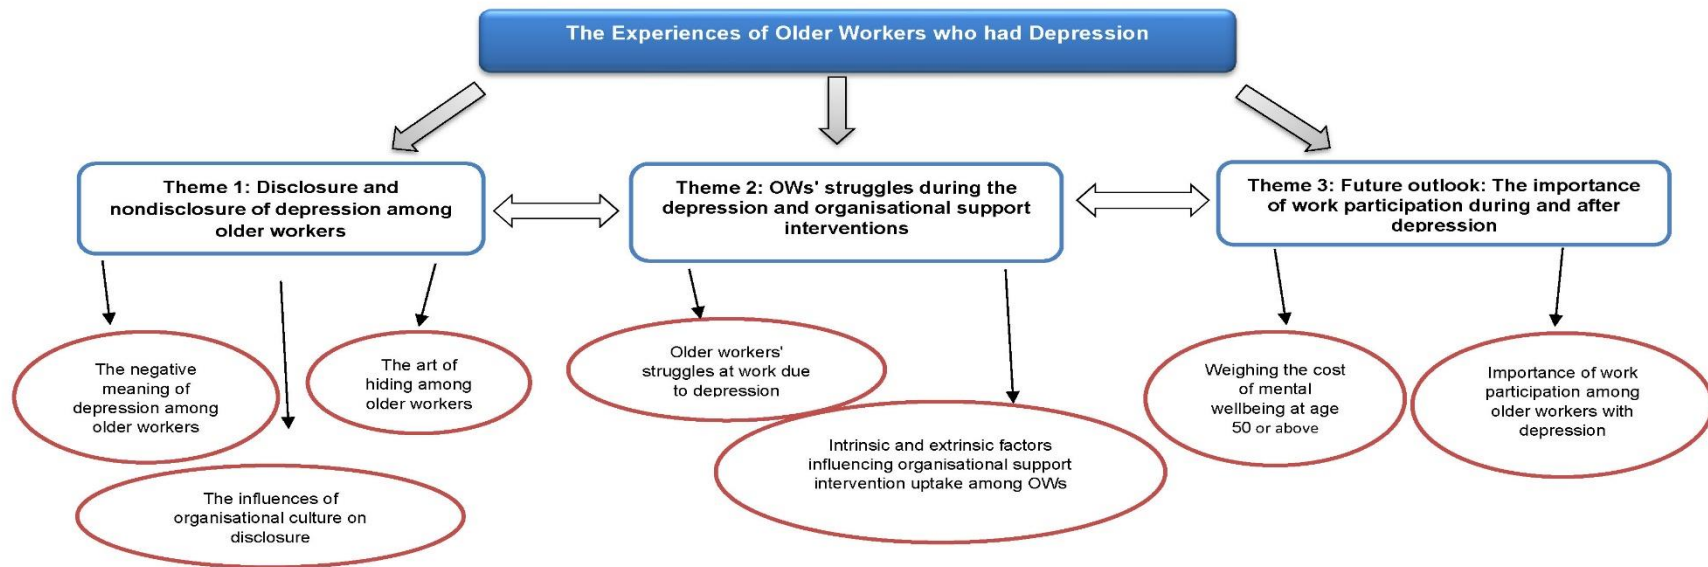 The Experiences of Older Workers who had Depression
Theme 1: Disclosure and
nondisclosure of depression among
older workers
Theme 2: OWs' struggles during the
depression and organisational support
interventions
Theme 3: Future outlook: The importance
of work participation during and after
depression
The negative
meaning of
depression among
older workers
The influences of
organisational culture on
disclosure
The art of
hiding among
older workers
Older workers'
struggles at work due
to depression
Intrinsic and extrinsic factors
influencing organisational support
intervention uptake among OWs
Weighing the cost
of mental
wellbeing at age
50 or above
Importance of work
participation among
older workers with
depression